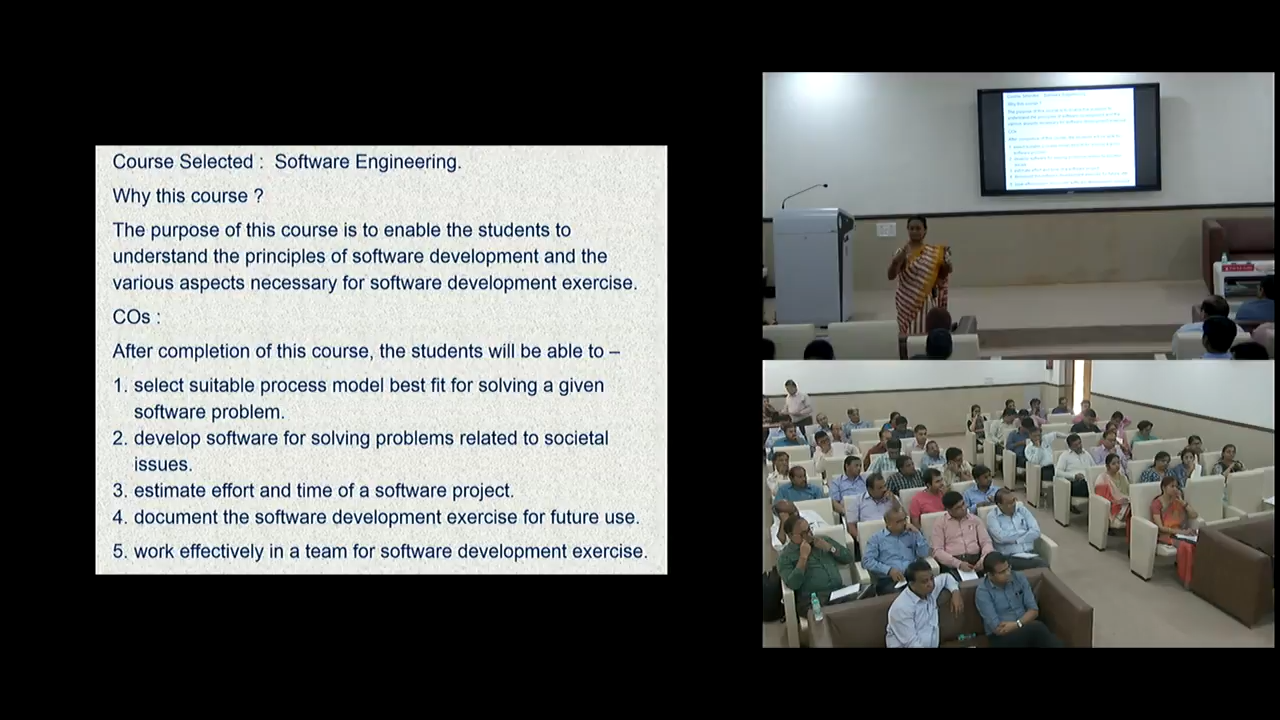 Course Selected :  Software Engineering.
Why this course ?
The purpose of this course is to enable the students to
understand the principles of software development and the
various aspects necessary for software development exercise.
COs :
After completion of this course, the students will be able to –
1. select suitable process model best fit for solving a given
software problem.
2. develop software for solving problems related to societal
issues.
3. estimate effort and time of a software project.
4. document the software development exercise for future use.
5. work effectively in a team for software development exercise.